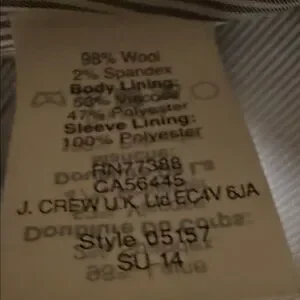 98% Wool
2% Spandex
Body Lining:
53% Viscose
47% Polyester
Sleeve Lining:
100% Polyester
RN77388
CA56445
J. CREW U.K. Ltd EC4V 6JA
Style 05157
SU 14